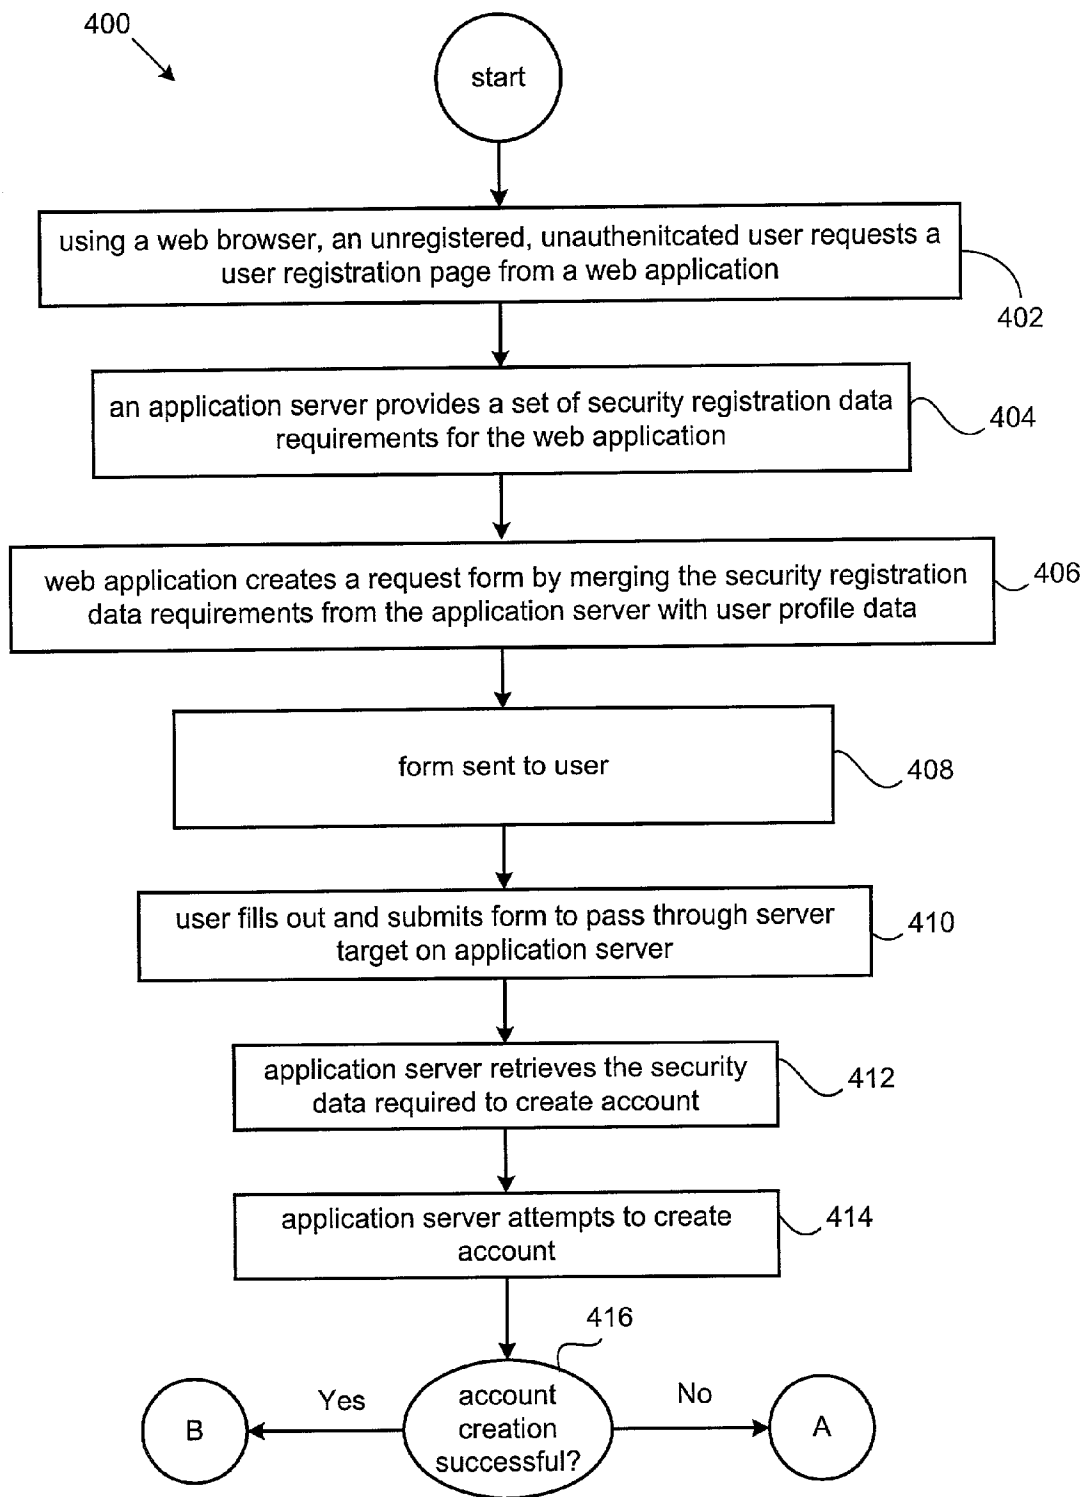 400
start
using a web browser, an unregistered, unauthenitcated user requests a
user registration page from a web application
402
an application server provides a set of security registration data
requirements for the web application
404
web application creates a request form by merging the security registration
data requirements from the application server with user profile data
406
form sent to user
408
user fills out and submits form to pass through server
target on application server
410
application server retrieves the security
data required to create account
412
application server attempts to create
account
414
416
account
creation
successful?
Yes
No
B
A